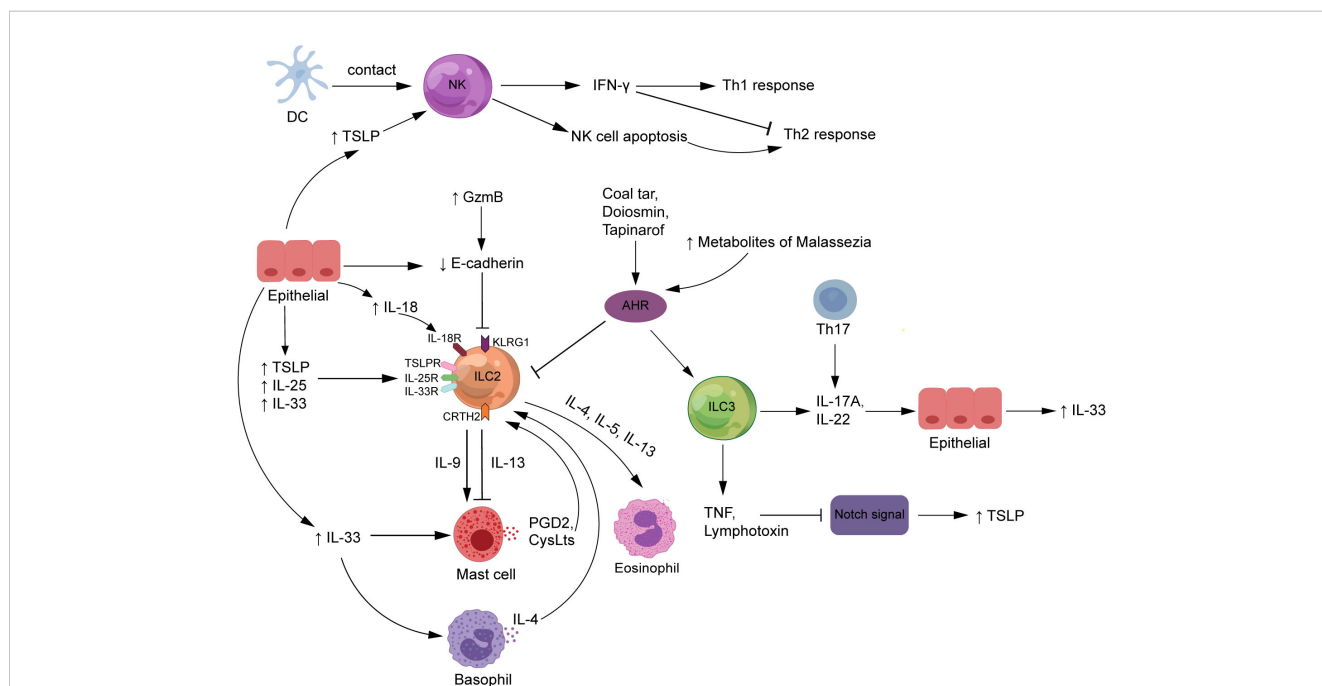 contact
NK
IFN-γ
Th1 response
DC
↑ TSLP
NK cell apoptosis
Th2 response
↑ GzmB
Coal tar,
Doiosmin,
Tapinarof
↑ Metabolites of Malassezia
↓ E-cadherin
Epithelial
↑ IL-18
AHR
Th17
IL-18R
KLRG1
TSLPR
IL-25R
IL-33R
ILC2
CRTH2
↑ TSLP
↑ IL-25
↑ IL-33
IL-4, IL-5, IL-13
ILC3
IL-17A,
IL-22
Epithelial
↑ IL-33
IL-9
IL-13
PGD2,
CysLts
↑ IL-33
Mast cell
Eosinophil
TNF,
Lymphotoxin
Notch signal
↑ TSLP
IL-4
Basophil